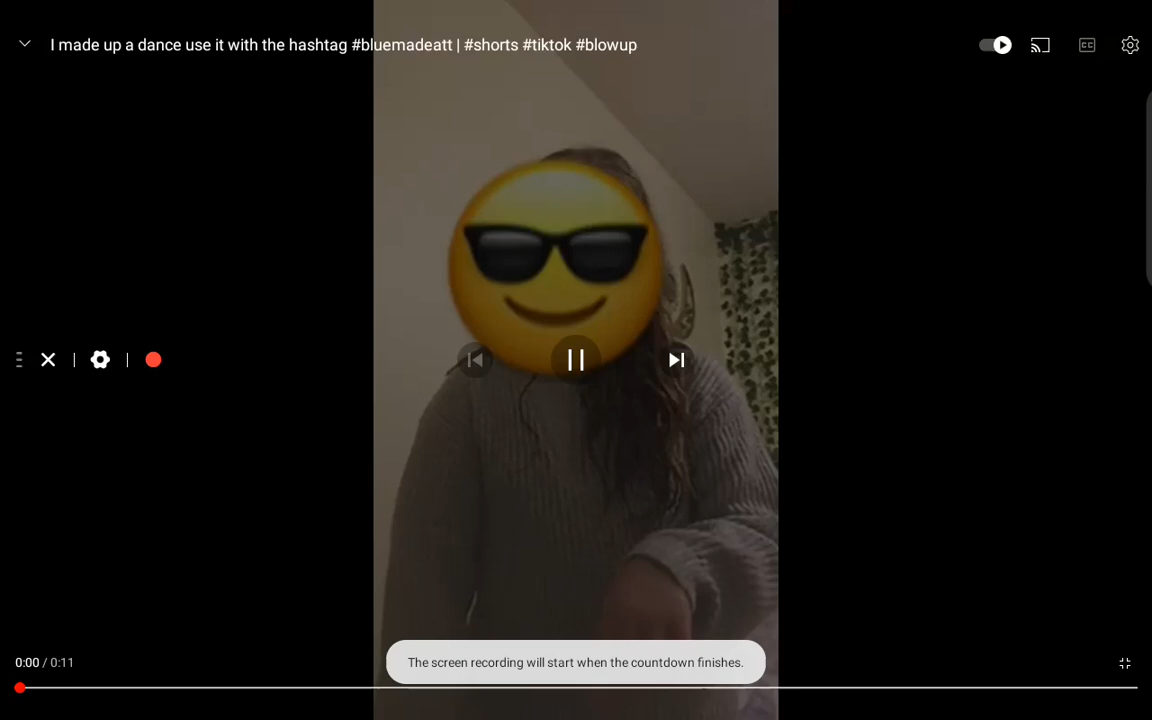 I made up a dance use it with the hashtag #bluemadeatt | #shorts #tiktok #blowup
CC
The screen recording will start when the countdown finishes.
0:00 / 0:11